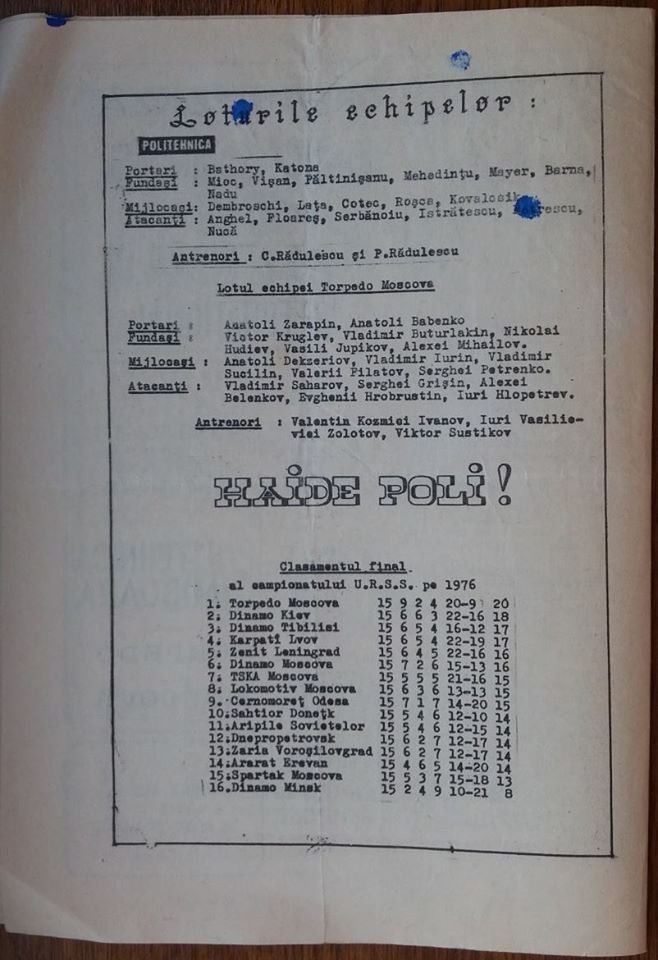 Loturile echipelor :
POLITEHNICA
Portari : Bathory, Katona
Fundași : Mioc, Vișan, Păltinișanu, Mehedințu, Mayer, Barna,
Nadu
Mijlocași: Dembroschi, Lața, Cotec, Roșca, Kovalcsik
Atacanți : Anghel, Floareș, Șerbănoiu, Istrătescu,
Nucă
Antrenori : C.Rădulescu și P.Rădulescu
Lotul echipei Torpedo Moscova
Portari : Anatoli Zarapin, Anatoli Babenko
Fundași : Victor Kruglev, Vladimir Buturlakin, Nikolai
Hudiev, Vasili Jupikov, Alexei Mihailov.
Mijlocași : Anatoli Dekzeriov, Vladimir Iurin, Vladimir
Sucilin, Valerii Pilatov, Serghei Petrenko.
Atacanți : Vladimir Saharov, Serghei Grișin, Alexei
Belenkov, Evghenii Hrobrustin, Iuri Hlopetrev.
Antrenori : Valentin Kozmici Ivanov, Iuri Vasilie-
vici Zolotov, Viktor Sustikov
HAIDE POLI!
Clasamentul final
al campionatului U.R.S.S. pe 1976
1. Torpedo Moscova 15 9 2 4 20-9 20
2. Dinamo Kiev 15 6 6 3 22-16 18
3. Dinamo Tibilisi 15 6 5 4 16-12 17
4. Karpatî Lvov 15 6 5 4 22-19 17
5. Zenit Leningrad 15 6 4 5 22-16 16
6. Dinamo Moscova 15 7 2 6 15-13 16
7. TSKA Moscova 15 5 5 5 21-16 15
8. Lokomotiv Moscova 15 6 3 6 13-13 15
9. Cernomoreț Odesa 15 7 1 7 14-20 15
10. Sahtior Donețk 15 5 4 6 12-10 14
11. Aripile Sovietelor 15 5 4 6 12-15 14
12. Dnepropetrovsk 15 6 2 7 12-17 14
13. Zaria Voroșilovgrad 15 6 2 7 12-17 14
14. Ararat Erevan 15 4 6 5 14-20 14
15. Spartak Moscova 15 5 3 7 15-18 13
16. Dinamo Minsk 15 2 4 9 10-21 8